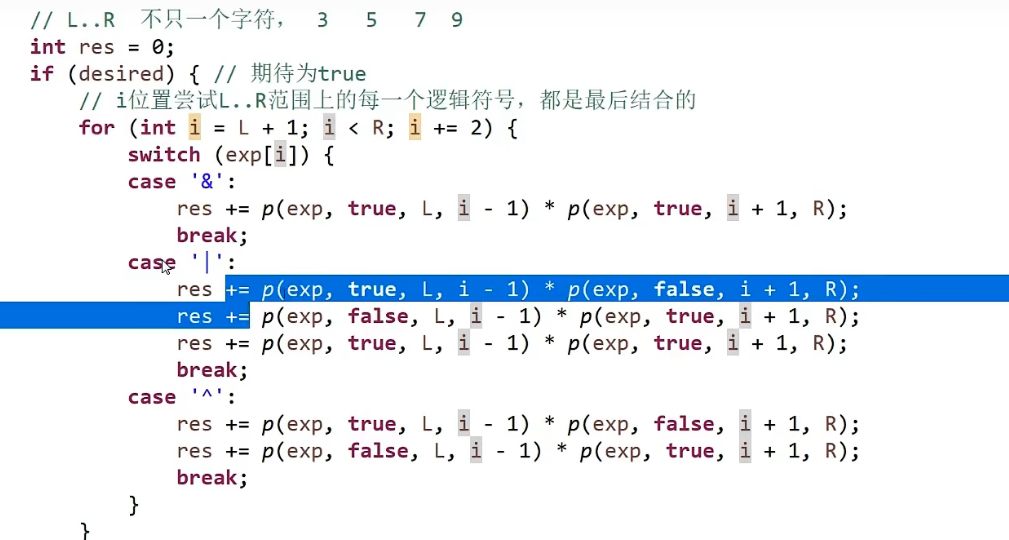 // L..R 不只一个字符， 3 5 7 9
int res = 0;
if (desired) { // 期待为true
// i位置尝试L..R范围上的每一个逻辑符号，都是最后结合的
for (int i = L + 1; i < R; i += 2) {
switch (exp[i]) {
case '&':
res += p(exp, true, L, i - 1) * p(exp, true, i + 1, R);
break;
case '|':
res += p(exp, true, L, i - 1) * p(exp, false, i + 1, R);
res += p(exp, false, L, i - 1) * p(exp, true, i + 1, R);
res += p(exp, true, L, i - 1) * p(exp, true, i + 1, R);
break;
case '^':
res += p(exp, true, L, i - 1) * p(exp, false, i + 1, R);
res += p(exp, false, L, i - 1) * p(exp, true, i + 1, R);
break;
}
}